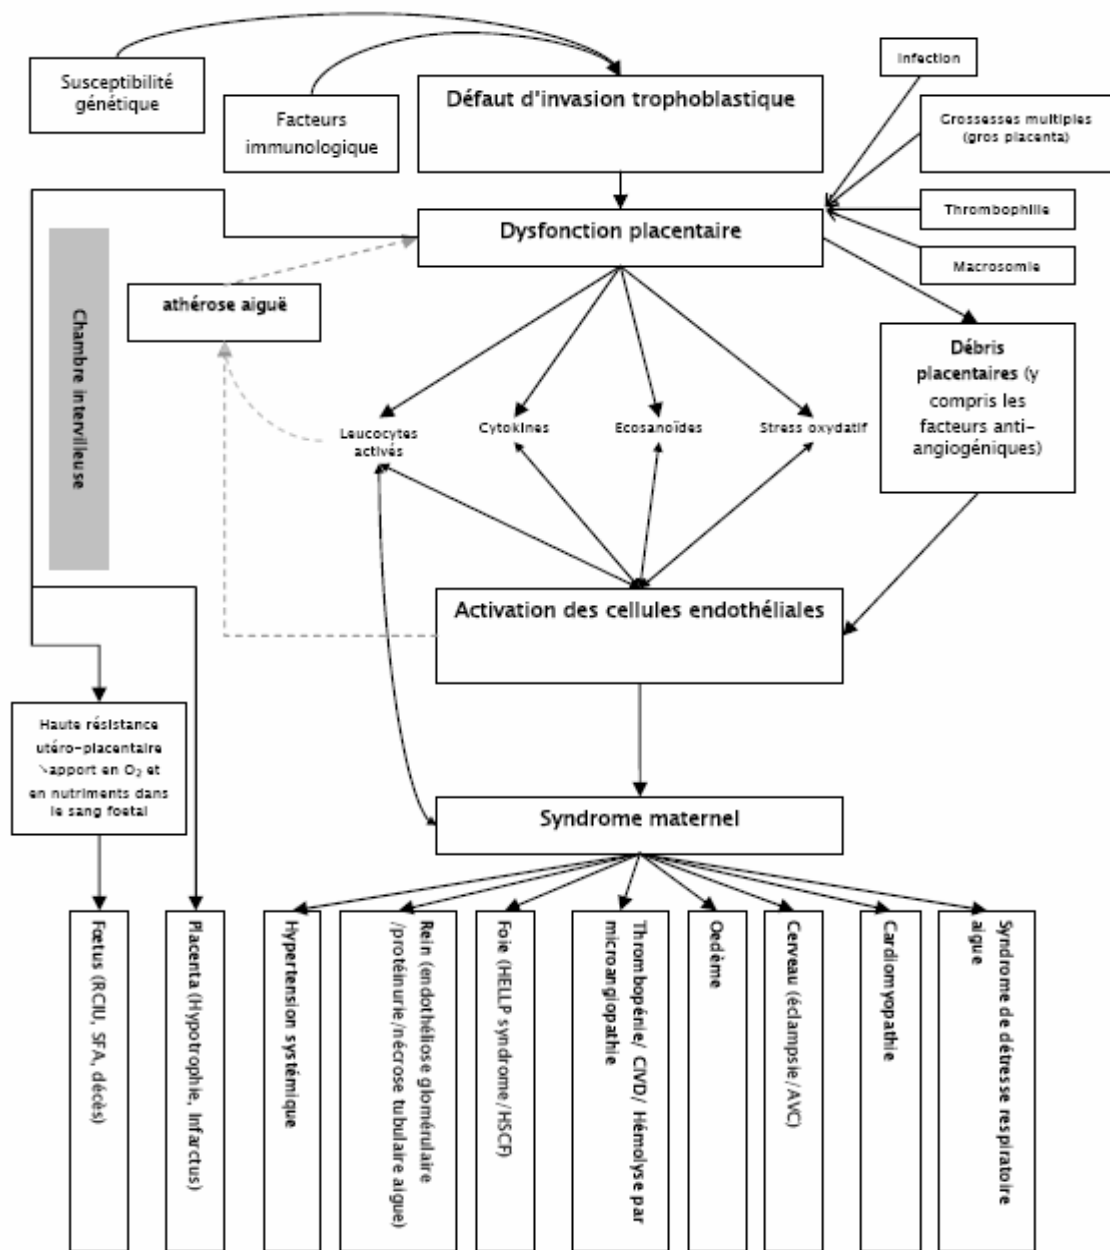 Susceptibilité
génétique
Facteurs
immunologique
Défaut d'invasion trophoblastique
Infection
Grossesses multiples
(gros placenta)
Thrombophilie
Macrosomie
Dysfonction placentaire
Chambre intervilleuse
athérose aiguë
Débris
placentaires (y
compris les
facteurs anti-
angiogéniques)
Leucocytes
activés
Cytokines
Ecosanoïdes
Stress oxydatif
Activation des cellules endothéliales
Haute résistance
utéro-placentaire
↘apport en O₂ et
en nutriments dans
le sang foetal
Syndrome maternel
Fœtus (RCIU, SFA, décès)
Placenta (Hypotrophie, Infarctus)
Hypertension systémique
Rein (endothéliose glomérulaire
/protéinurie/nécrose tubulaire aigue)
Foie (HELLP syndrome/HSCF)
Thrombopénie/ CIVD/ Hémolyse par
microangiopathie
Oedème
Cerveau (éclampsie/AVC)
Cardiomyopathie
Syndrome de détresse respiratoire
aigue